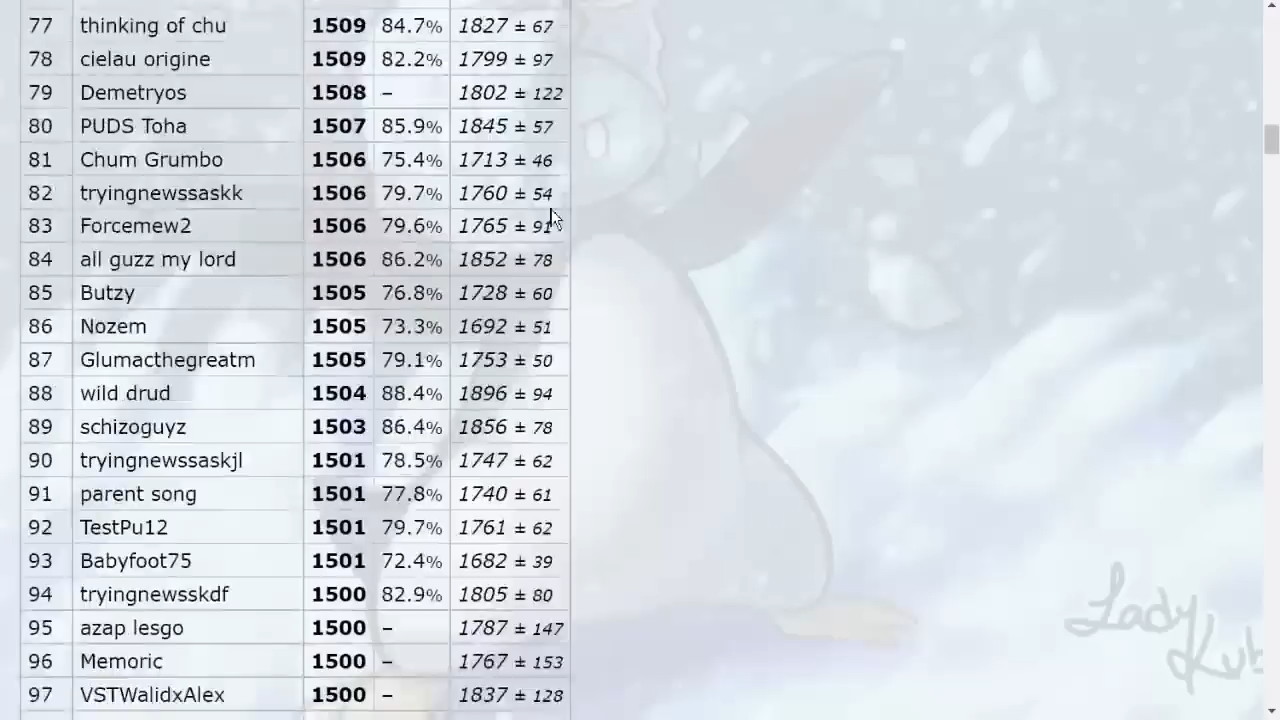 77 thinking of chu 1509 84.7% 1827 ± 67
78 cielau origine 1509 82.2% 1799 ± 97
79 Demetryos 1508 – 1802 ± 122
80 PUDS Toha 1507 85.9% 1845 ± 57
81 Chum Grumbo 1506 75.4% 1713 ± 46
82 tryingnewssaskk 1506 79.7% 1760 ± 54
83 Forcemew2 1506 79.6% 1765 ± 91
84 all guzz my lord 1506 86.2% 1852 ± 78
85 Butzy 1505 76.8% 1728 ± 60
86 Nozem 1505 73.3% 1692 ± 51
87 Glumacthegreatm 1505 79.1% 1753 ± 50
88 wild drud 1504 88.4% 1896 ± 94
89 schizoguyz 1503 86.4% 1856 ± 78
90 tryingnewssaskjl 1501 78.5% 1747 ± 62
91 parent song 1501 77.8% 1740 ± 61
92 TestPu12 1501 79.7% 1761 ± 62
93 Babyfoot75 1501 72.4% 1682 ± 39
94 tryingnewsskdf 1500 82.9% 1805 ± 80
95 azap lesgo 1500 – 1787 ± 147
96 Memoric 1500 – 1767 ± 153
97 VSTWalidxAlex 1500 – 1837 ± 128
Lady
Kub